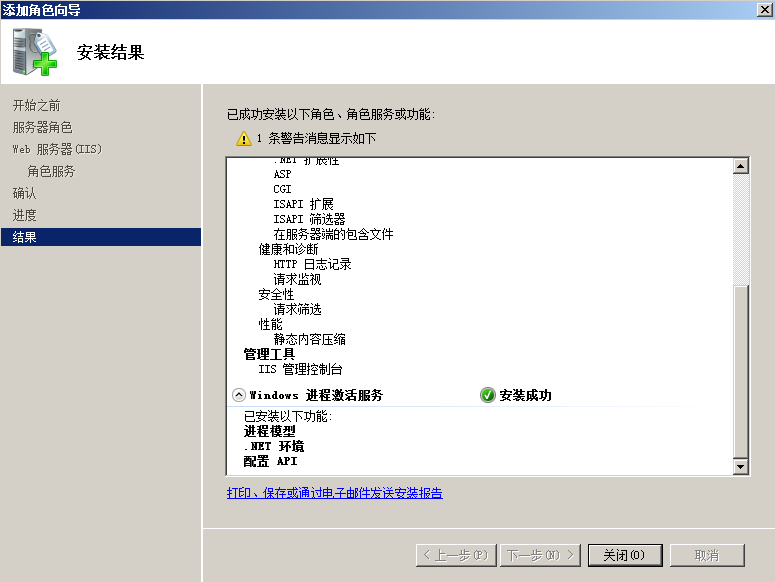 添加角色向导
安装结果
开始之前
服务器角色
Web 服务器(IIS)
角色服务
确认
进度
结果
已成功安装以下角色、角色服务或功能:
1 条警告消息显示如下
.NET 扩展性
ASP
CGI
ISAPI 扩展
ISAPI 筛选器
在服务器端的包含文件
健康和诊断
HTTP 日志记录
请求监视
安全性
请求筛选
性能
静态内容压缩
管理工具
IIS 管理控制台
Windows 进程激活服务 安装成功
已安装以下功能:
进程模型
.NET 环境
配置 API
打印、保存或通过电子邮件发送安装报告
< 上一步(P) 下一步(N) > 关闭(O) 取消